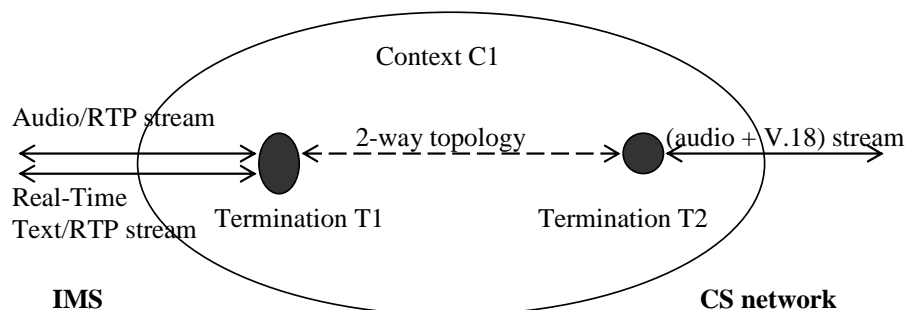 Context C1
Audio/RTP stream
2-way topology
(audio + V.18) stream
Real-Time
Text/RTP stream
Termination T1
Termination T2
IMS
CS network